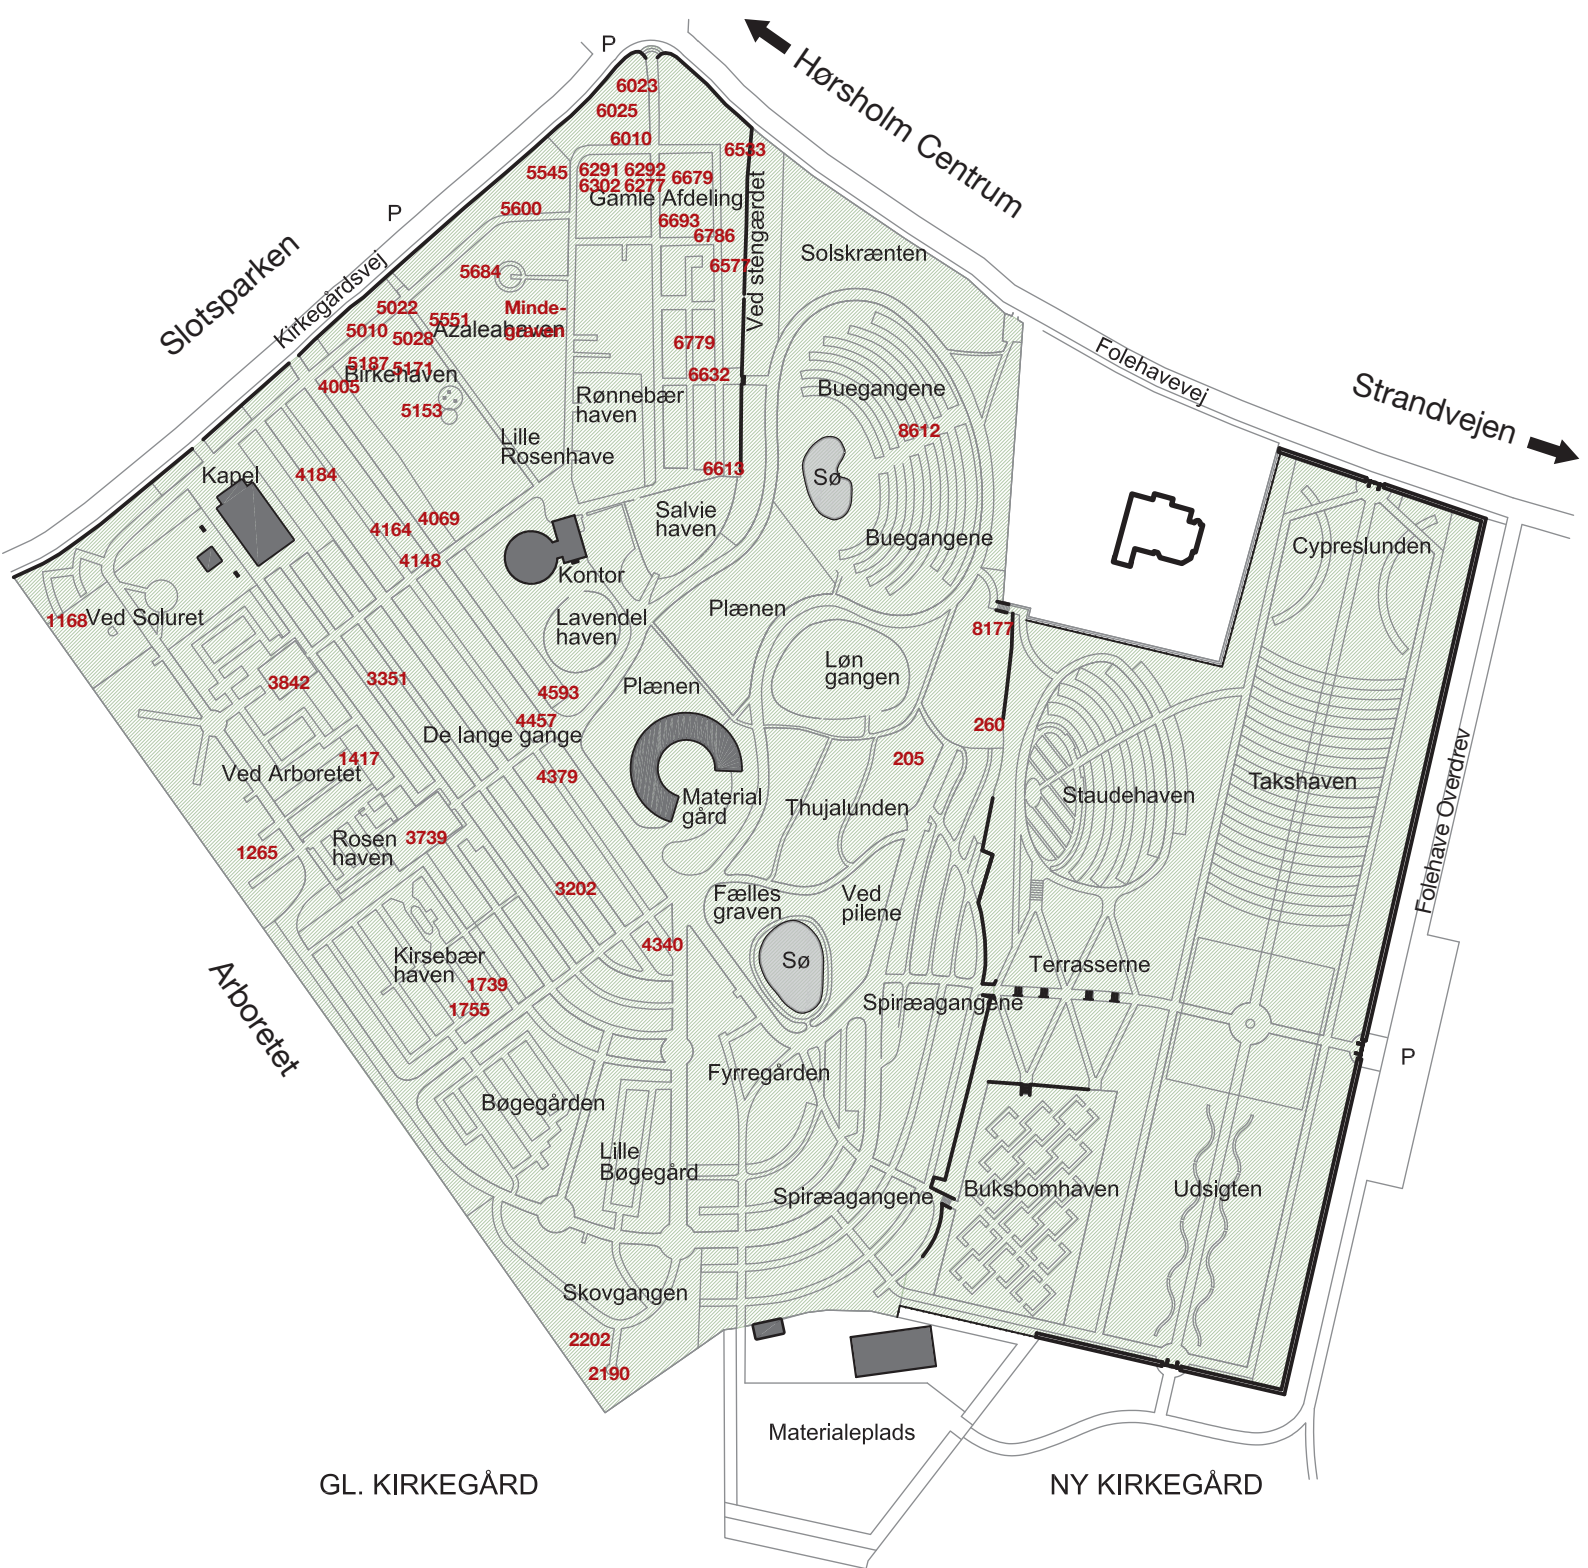 P
Hørsholm Centrum
6023
6025
6010
6533
5545
6291 6292
6679
6302 6277
Gamle Afdeling
5600
6693
6786
6577
Ved stengærdet
P
Slotsparken
Kirkegårdsvej
Solskrænten
5684
5022
5551
Minde-
graven
5010
5028
Azaleahaven
5187
5171
Birkehaven
4005
5153
6779
6632
Rønnebær
haven
Buegangene
8612
Folehavevej
Strandvejen
Lille
Rosenhave
6613
Kapel
4184
Sø
4164
4069
4148
Salvie
haven
Buegangene
Cypreslunden
Kontor
1168
Ved Soluret
Lavendel
haven
Plænen
8177
Løn
gangen
3842
3351
4593
Plænen
4457
De lange gange
260
205
1417
Ved Arboretet
4379
Material
gård
Thujalunden
Staudehaven
Takshaven
Folehave Overdrev
Rosen
haven
3739
1265
3202
Fælles
graven
Ved
pilene
4340
Sø
Kirsebær
haven
1739
1755
Terrasserne
Spiræagangene
Arboretet
P
Fyrregården
Bøgegården
Lille
Bøgegård
Spiræagangene
Buksbomhaven
Udsigten
Skovgangen
2202
2190
Materialeplads
GL. KIRKEGÅRD
NY KIRKEGÅRD